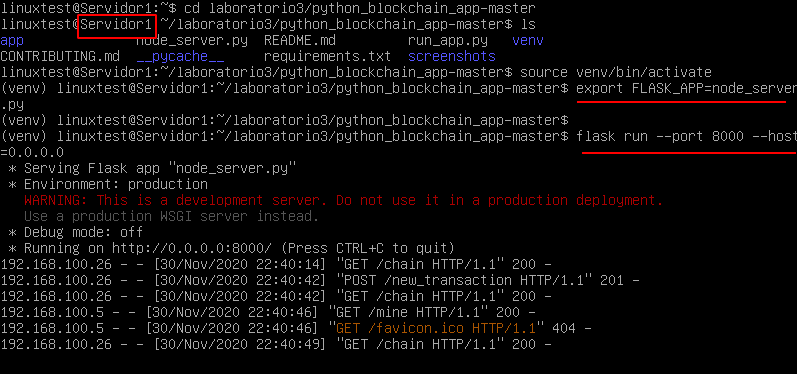 linuxtest@Servidor1:~$ cd laboratorio3/python_blockchain_app-master
linuxtest@Servidor1:~/laboratorio3/python_blockchain_app-master$ ls
app node_server.py README.md run_app.py venv
CONTRIBUTING.md __pycache__ requirements.txt screenshots
linuxtest@Servidor1:~/laboratorio3/python_blockchain_app-master$ source venv/bin/activate
(venv) linuxtest@Servidor1:~/laboratorio3/python_blockchain_app-master$ export FLASK_APP=node_server
.py
(venv) linuxtest@Servidor1:~/laboratorio3/python_blockchain_app-master$
(venv) linuxtest@Servidor1:~/laboratorio3/python_blockchain_app-master$ flask run --port 8000 --host
=0.0.0.0
* Serving Flask app "node_server.py"
* Environment: production
WARNING: This is a development server. Do not use it in a production deployment.
Use a production WSGI server instead.
* Debug mode: off
* Running on http://0.0.0.0:8000/ (Press CTRL+C to quit)
192.168.100.26 - - [30/Nov/2020 22:40:14] "GET /chain HTTP/1.1" 200 -
192.168.100.26 - - [30/Nov/2020 22:40:42] "POST /new_transaction HTTP/1.1" 201 -
192.168.100.26 - - [30/Nov/2020 22:40:42] "GET /chain HTTP/1.1" 200 -
192.168.100.5 - - [30/Nov/2020 22:40:46] "GET /mine HTTP/1.1" 200 -
192.168.100.5 - - [30/Nov/2020 22:40:46] "GET /favicon.ico HTTP/1.1" 404 -
192.168.100.26 - - [30/Nov/2020 22:40:49] "GET /chain HTTP/1.1" 200 -